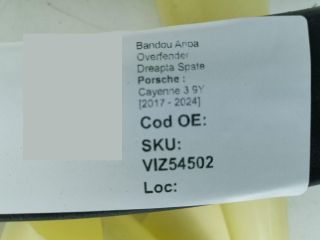 Bandou Aripa
Overfender
Dreapta Spate
Porsche :
Cayenne 3 9Y
[2017 - 2024]
Cod OE:
SKU:
VIZ54502
Loc: